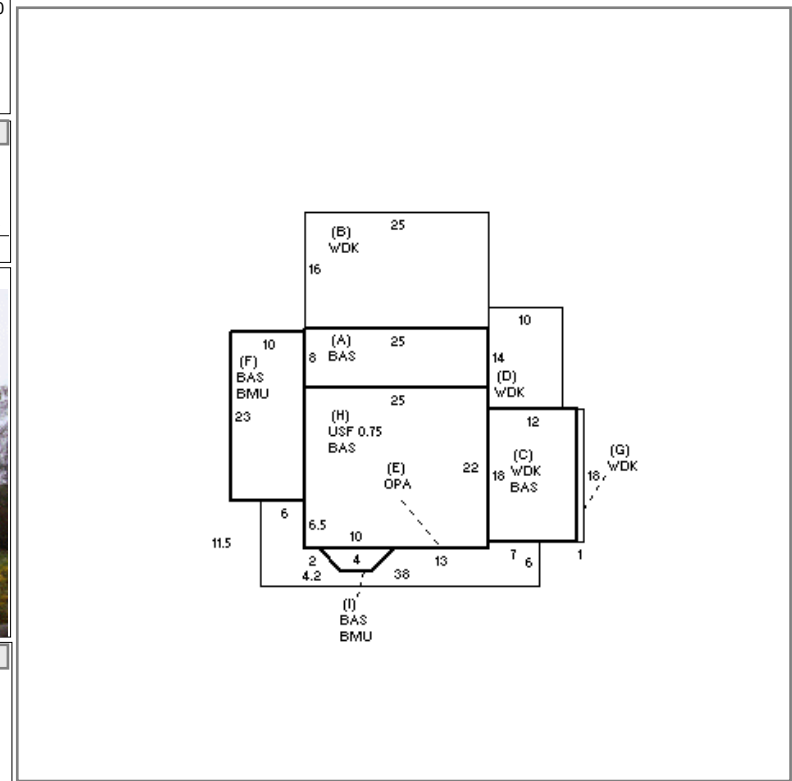 0
25
(B)
WDK
16
10
10
(A)
25
8
BAS
14
(F)
(D)
BAS
WDK
BMU
25
23
12
(H)
USF 0.75
BAS
(G)
WDK
(C)
WDK
BAS
(E)
OPA
22
18
18
6
6.5
11.5
10
2
4
13
7
6
1
4.2
38
(I)
BAS
BMU